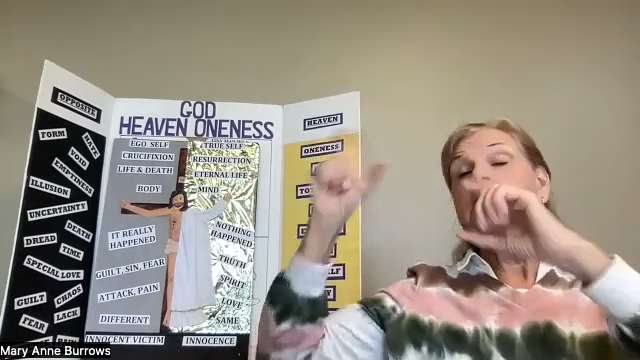 OPPOSITE
FORM
HATE
VOID
EMPTINESS
ILLUSION
UNCERTAINTY
DEATH
DREAD
TIME
SPECIAL LOVE
GUILT
CHAOS
FEAR
LACK
GOD
HEAVEN ONENESS
EGO SELF
CRUCIFIXION
LIFE & DEATH
BODY
IT REALLY
HAPPENED
GUILT, SIN, FEAR
ATTACK, PAIN
DIFFERENT
INNOCENT VICTIM
TRUE SELF
RESURRECTION
ETERNAL LIFE
MIND
NOTHING
HAPPENED
TRUTH
SPIRIT
LOVE
SAME
INNOCENCE
HEAVEN
ONENESS
Mary Anne Burrows